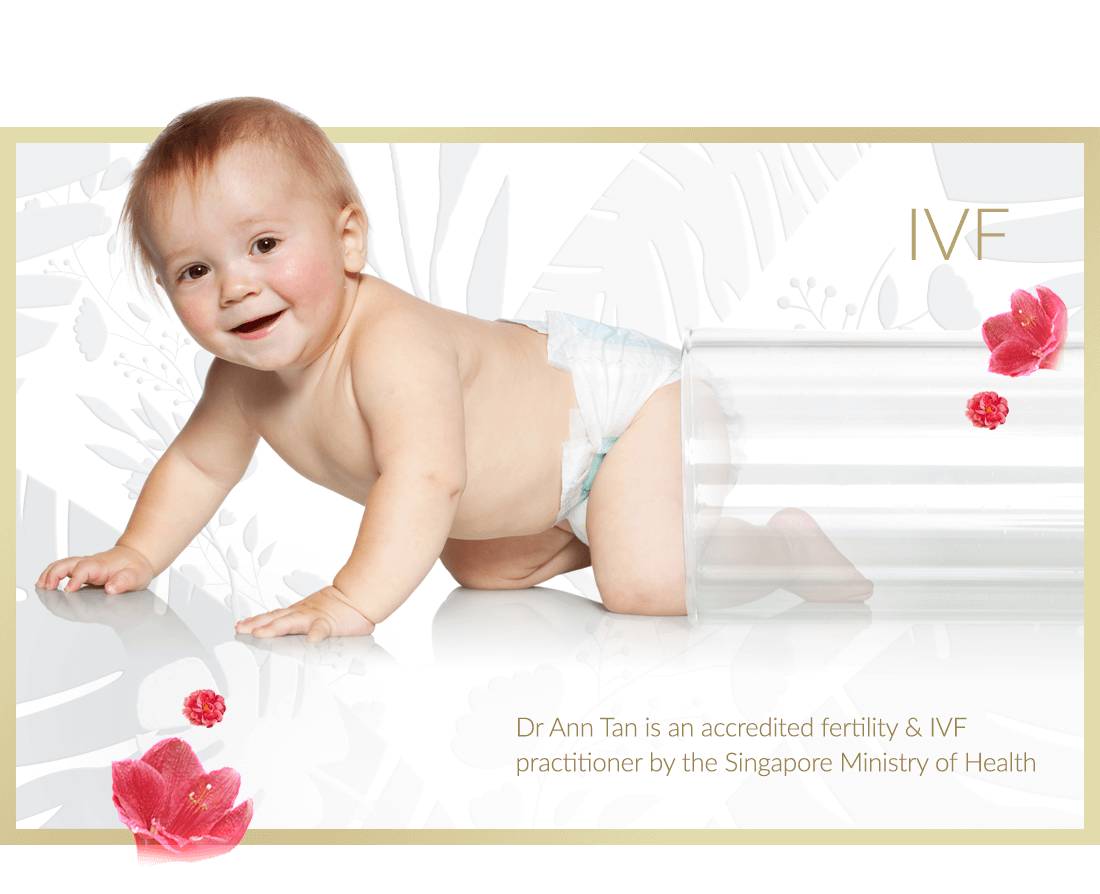 IVF
Dr Ann Tan is an accredited fertility & IVF
practitioner by the Singapore Ministry of Health